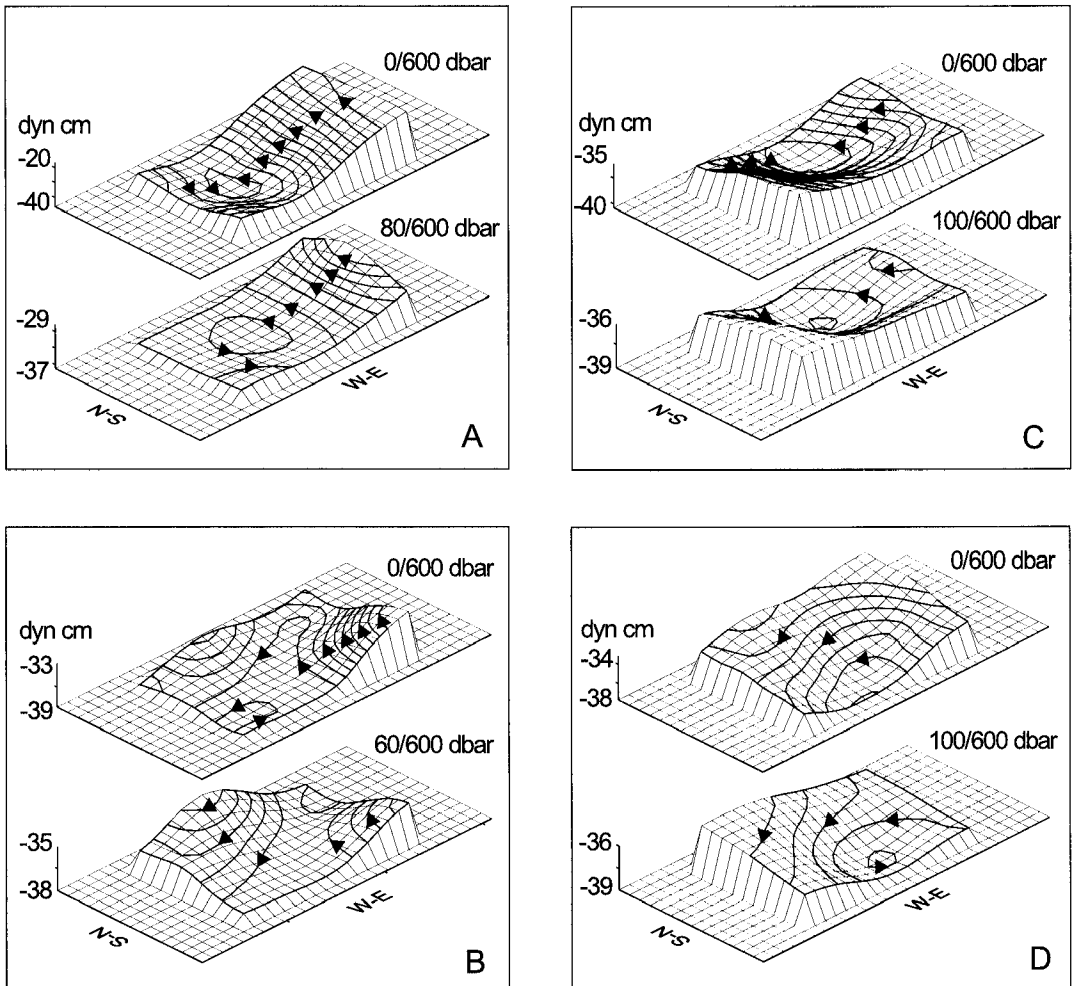 0/600 dbar
dyn cm
-20
-40
80/600 dbar
-29
-37
N-S
W-E
A
0/600 dbar
dyn cm
-35
-40
100/600 dbar
-36
-39
N-S
W-E
C
0/600 dbar
dyn cm
-33
-39
60/600 dbar
-35
-38
N-S
W-E
B
0/600 dbar
dyn cm
-34
-38
100/600 dbar
-36
-39
N-S
W-E
D